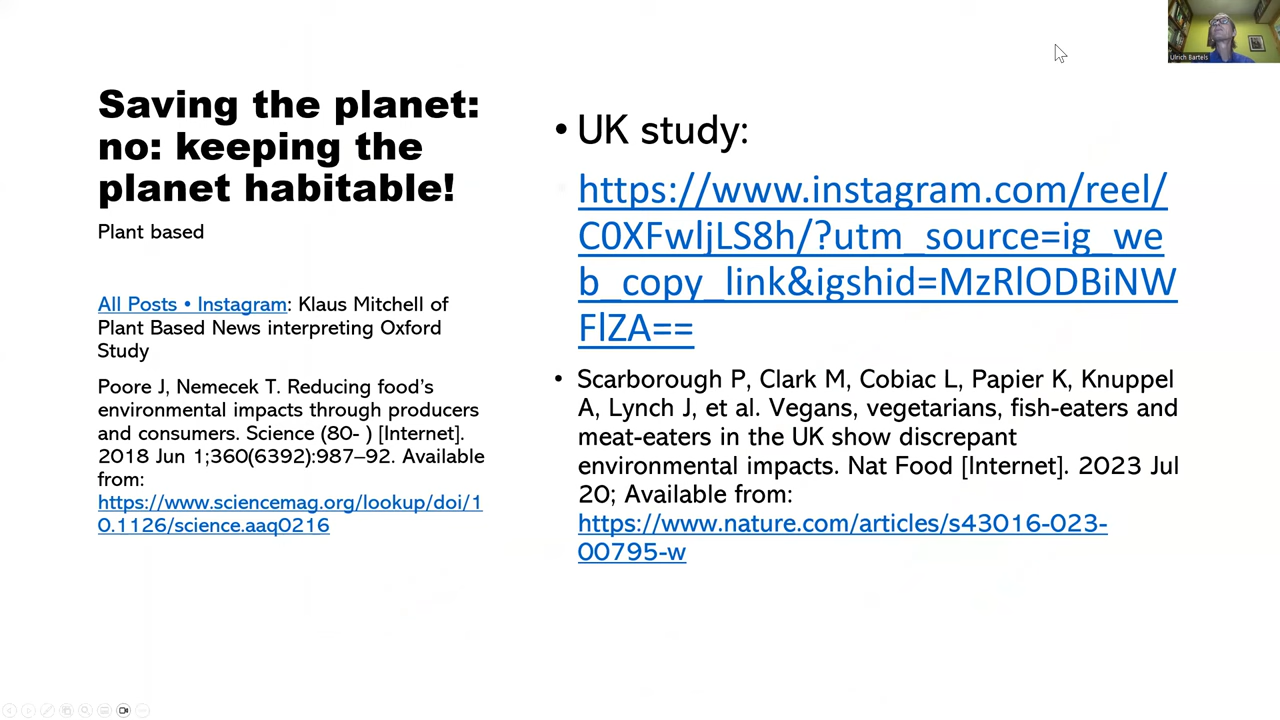 Saving the planet:
no: keeping the
planet habitable!
Plant based
All Posts • Instagram: Klaus Mitchell of
Plant Based News interpreting Oxford
Study
Poore J, Nemecek T. Reducing food’s
environmental impacts through producers
and consumers. Science (80- ) [Internet].
2018 Jun 1;360(6392):987–92. Available
from:
https://www.sciencemag.org/lookup/doi/1
0.1126/science.aaq0216
• UK study:
https://www.instagram.com/reel/
C0XFwljLS8h/?utm_source=ig_we
b_copy_link&igshid=MzRlODBiNW
FlZA==
• Scarborough P, Clark M, Cobiac L, Papier K, Knuppel
A, Lynch J, et al. Vegans, vegetarians, fish-eaters and
meat-eaters in the UK show discrepant
environmental impacts. Nat Food [Internet]. 2023 Jul
20; Available from:
https://www.nature.com/articles/s43016-023-
00795-w
Ulrich Bartels